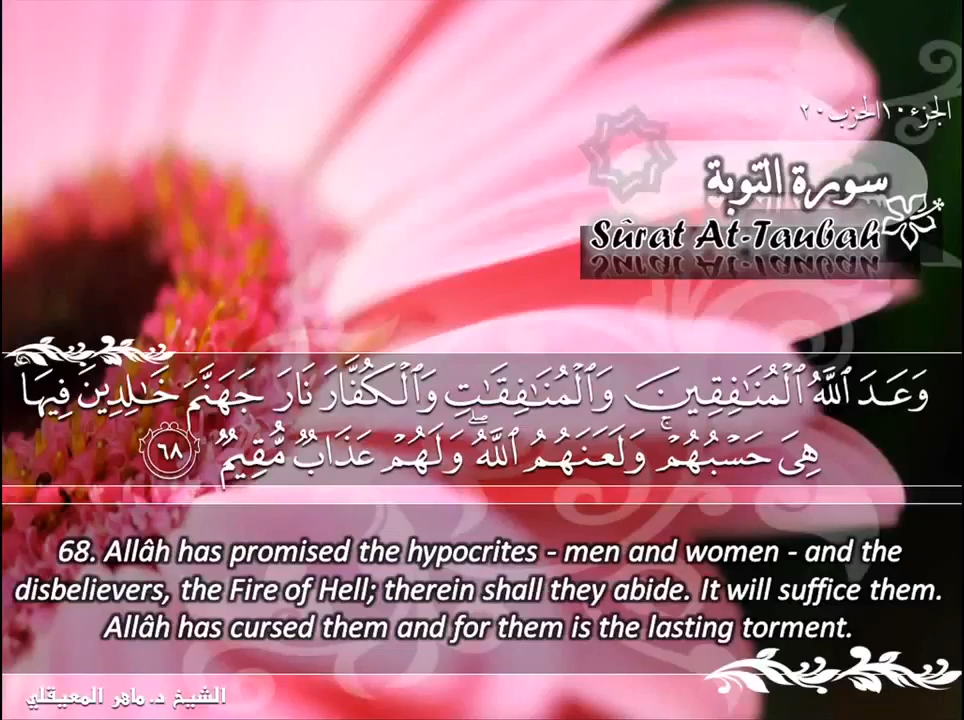 الجزء ١٠ الحزب ٢٠
سورة التوبة
Sûrat At-Taubah
وَعَدَ ٱللَّهُ ٱلْمُنَٰفِقِينَ وَٱلْمُنَٰفِقَٰتِ وَٱلْكُفَّارَ نَارَ جَهَنَّمَ خَٰلِدِينَ فِيهَا ۚ
هِىَ حَسْبُهُمْ ۚ وَلَعَنَهُمُ ٱللَّهُ ۖ وَلَهُمْ عَذَابٌ مُّقِيمٌ ٦٨
68. Allâh has promised the hypocrites - men and women - and the
disbelievers, the Fire of Hell; therein shall they abide. It will suffice them.
Allâh has cursed them and for them is the lasting torment.
الشيخ د. ماهر المعيقلي